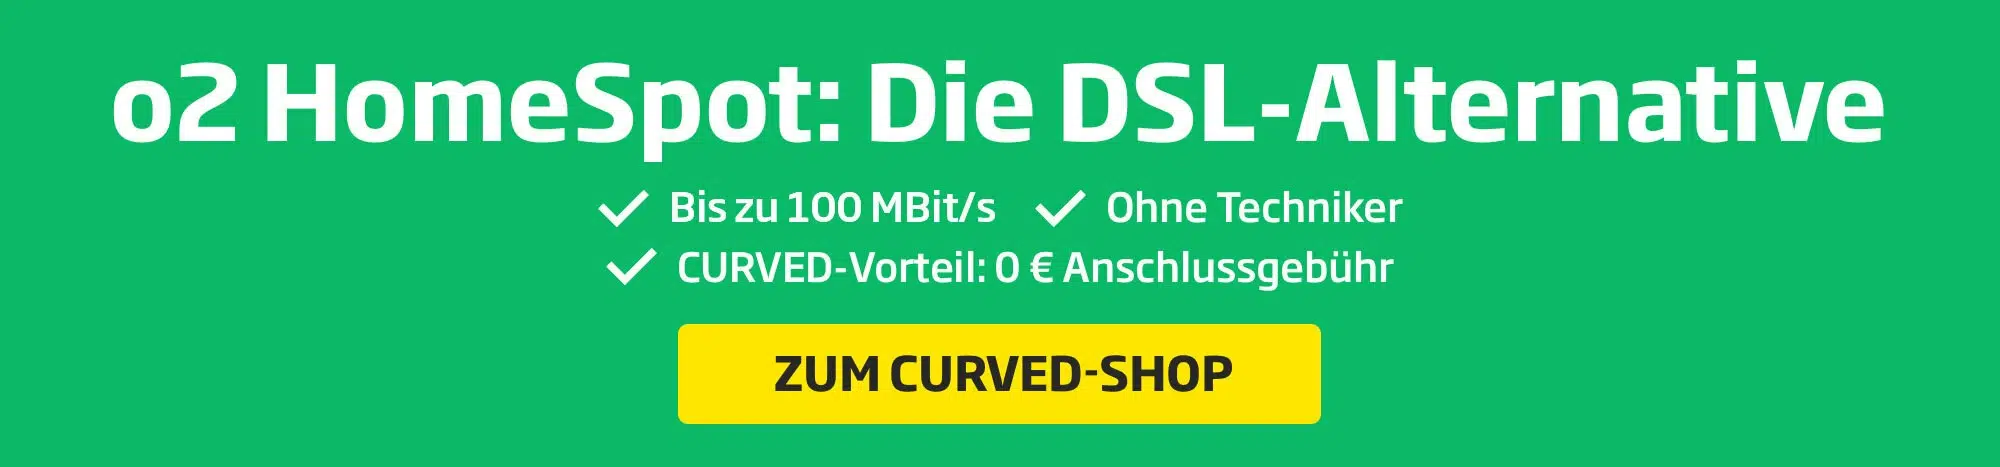 o2 HomeSpot: Die DSL-Alternative
Bis zu 100 MBit/s Ohne Techniker
CURVED-Vorteil: 0 € Anschlussgebühr
ZUM CURVED-SHOP